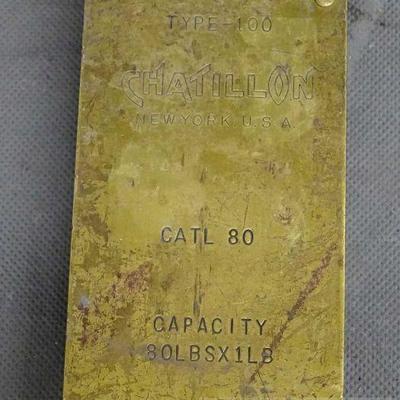 TYPE-100
CHATILLON
NEW YORK U.S.A.
CATL 80
CAPACITY
80LBSX1LB